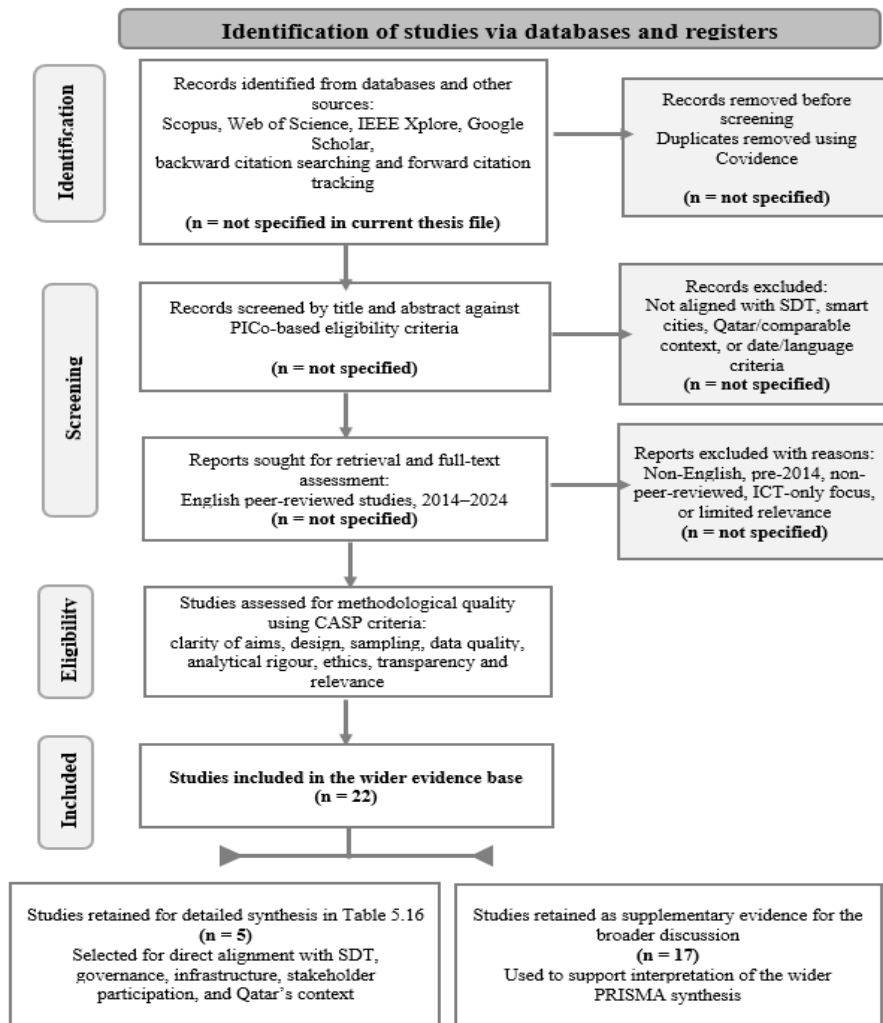 Identification of studies via databases and registers
Identification
Records identified from databases and other
sources:
Scopus, Web of Science, IEEE Xplore, Google
Scholar,
backward citation searching and forward citation
tracking
(n = not specified in current thesis file)
Records removed before
screening
Duplicates removed using
Covidence
(n = not specified)
Screening
Records screened by title and abstract against
PICo-based eligibility criteria
(n = not specified)
Records excluded:
Not aligned with SDT, smart
cities, Qatar/comparable
context, or date/language
criteria
(n = not specified)
Reports sought for retrieval and full-text
assessment:
English peer-reviewed studies, 2014–2024
(n = not specified)
Reports excluded with reasons:
Non-English, pre-2014, non-
peer-reviewed, ICT-only focus,
or limited relevance
(n = not specified)
Eligibility
Studies assessed for methodological quality
using CASP criteria:
clarity of aims, design, sampling, data quality,
analytical rigour, ethics, transparency and
relevance
Included
Studies included in the wider evidence base
(n = 22)
Studies retained for detailed synthesis in Table 5.16
(n = 5)
Selected for direct alignment with SDT,
governance, infrastructure, stakeholder
participation, and Qatar’s context
Studies retained as supplementary evidence for the
broader discussion
(n = 17)
Used to support interpretation of the wider
PRISMA synthesis